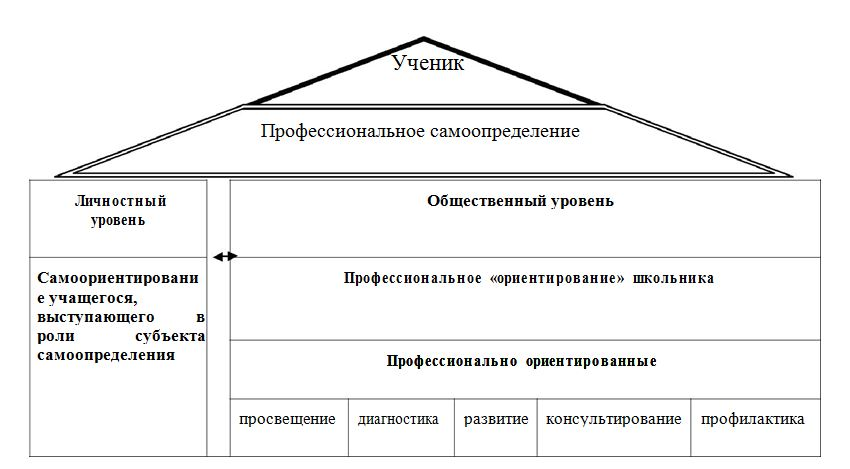 Ученик
Профессиональное самоопределение
Личностный
уровень
Общественный уровень
Самоориентировани
е учащегося,
выступающего в
роли субъекта
самоопределения
Профессиональное «ориентирование» школьника
Профессионально ориентированные
просвещение диагностика развитие консультирование профилактика